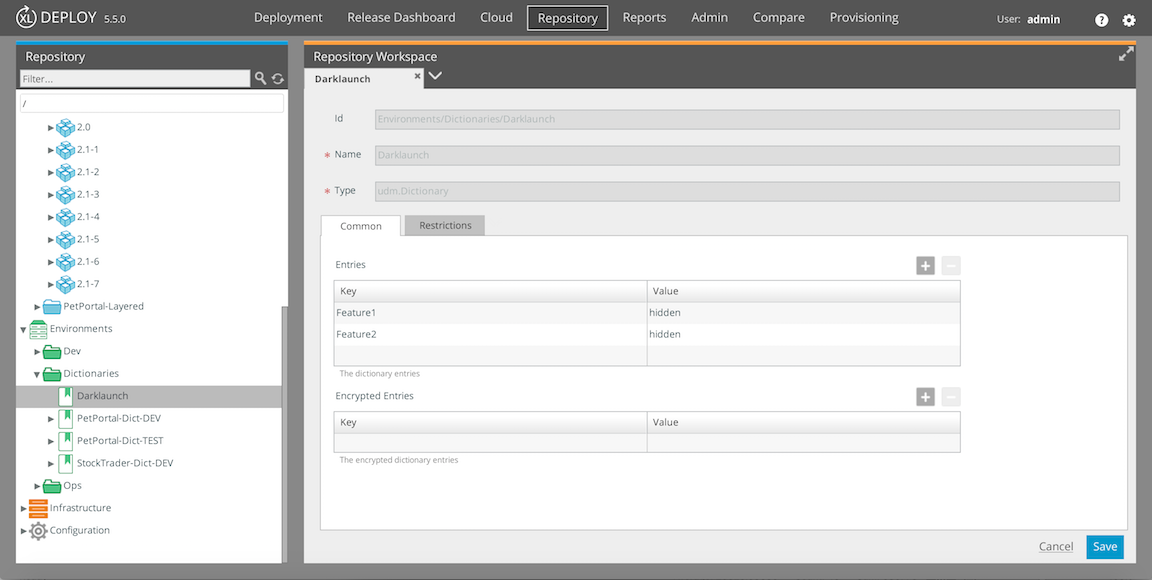 XL DEPLOY 5.5.0 Deployment Release Dashboard Cloud Repository Reports Admin Compare Provisioning User: admin ?
Repository
Filter...
/
2.0
2.1-1
2.1-2
2.1-3
2.1-4
2.1-5
2.1-6
2.1-7
PetPortal-Layered
Environments
Dev
Dictionaries
Darklaunch
PetPortal-Dict-DEV
PetPortal-Dict-TEST
StockTrader-Dict-DEV
Ops
Infrastructure
Configuration
Repository Workspace
Darklaunch
Id Environments/Dictionaries/Darklaunch
* Name Darklaunch
* Type udm.Dictionary
Common Restrictions
Entries
Key Value
Feature1 hidden
Feature2 hidden
The dictionary entries
Encrypted Entries
Key Value
The encrypted dictionary entries
Cancel Save